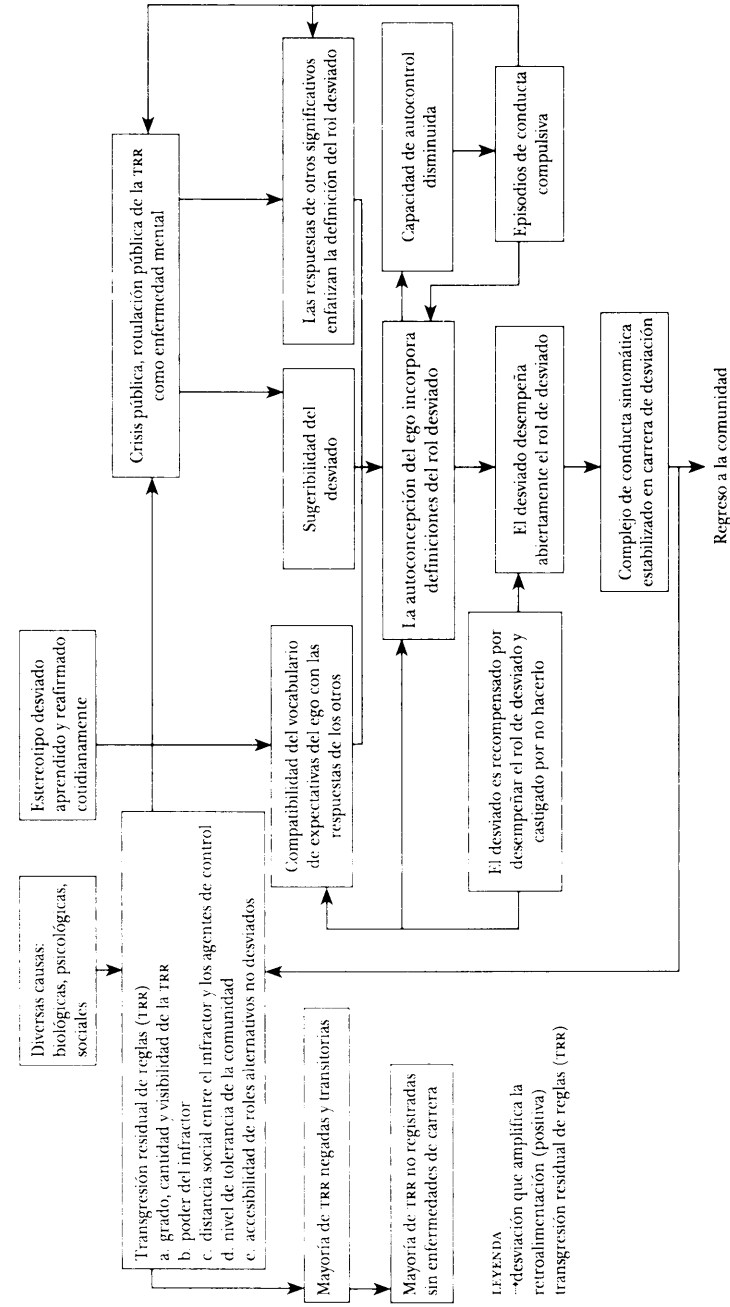 Diversas causas:
biológicas, psicológicas,
sociales
Estereotipo desviado
aprendido y reafirmado
cotidianamente
Transgresión residual de reglas (TRR)
a. grado, cantidad y visibilidad de la TRR
b. poder del infractor
c. distancia social entre el infractor y los agentes de control
d. nivel de tolerancia de la comunidad
e. accesibilidad de roles alternativos no desviados
Crisis pública, rotulación pública de la TRR
como enfermedad mental
Mayoría de TRR negadas y transitorias
Mayoría de TRR no registradas
sin enfermedades de carrera
Compatibilidad del vocabulario
de expectativas del ego con las
respuestas de los otros
Sugeribilidad del
desviado
Las respuestas de otros significativos
enfatizan la definición del rol desviado
La autoconcepción del ego incorpora
definiciones del rol desviado
Capacidad de autocontrol
disminuida
El desviado es recompensado por
desempeñar el rol de desviado y
castigado por no hacerlo
El desviado desempeña
abiertamente el rol de desviado
Episodios de conducta
compulsiva
Complejo de conducta sintomática
estabilizado en carrera de desviación
Regreso a la comunidad
LEYENDA
→desviación que amplifica la
retroalimentación (positiva)
transgresión residual de reglas (TRR)